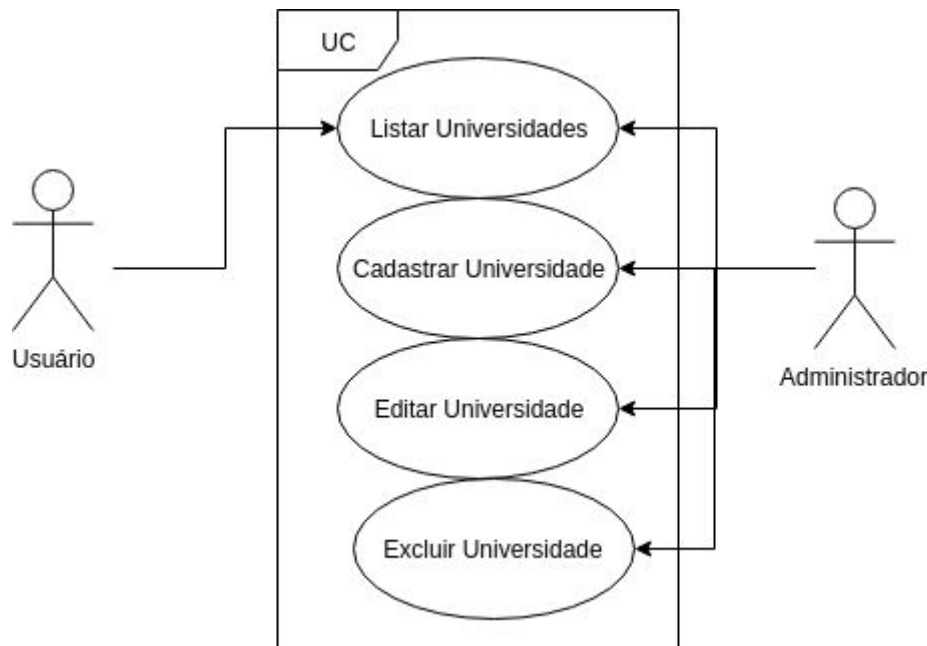 UC
Listar Universidades
Cadastrar Universidade
Editar Universidade
Excluir Universidade
Usuário
Administrador